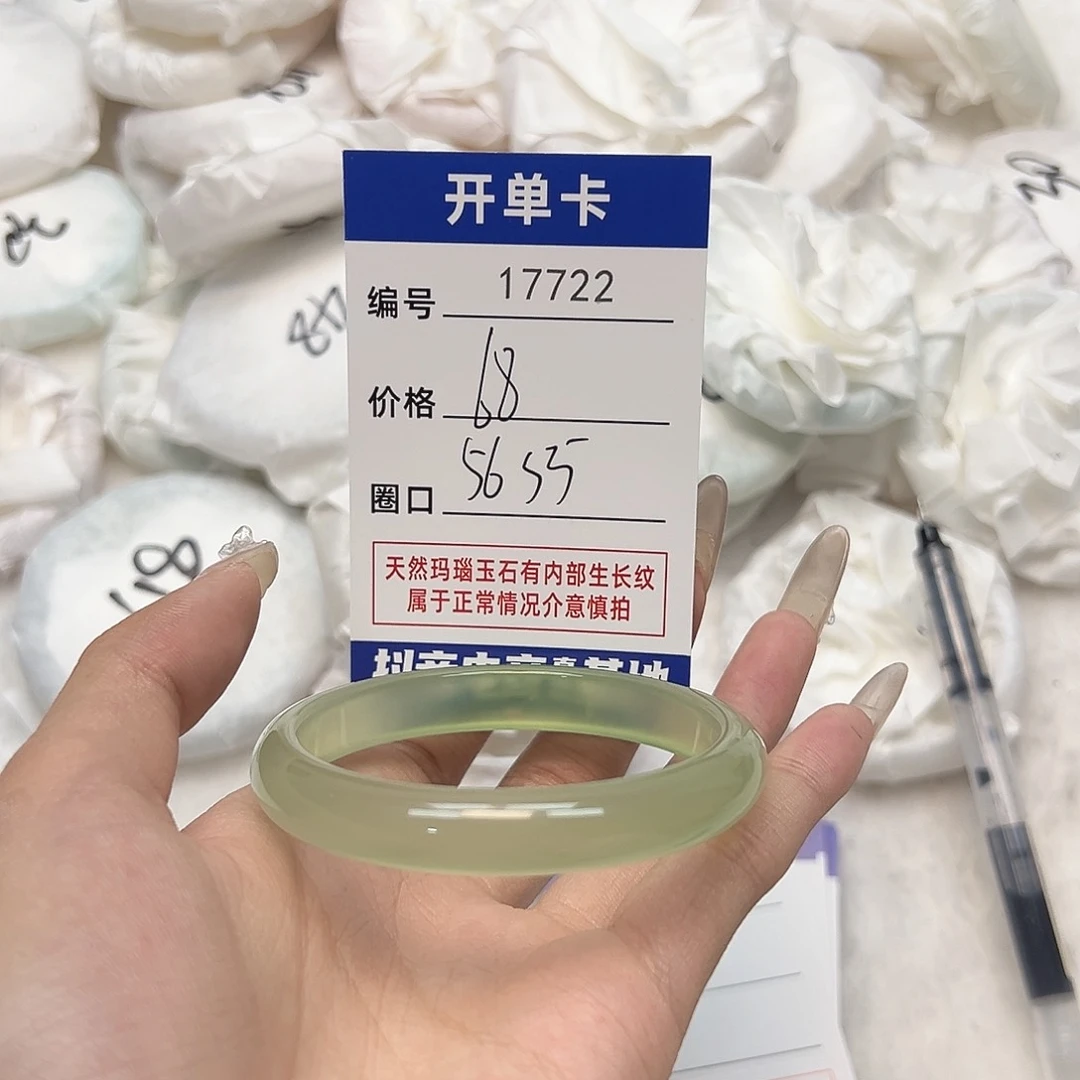 开单卡
编号 17722
价格 68
圈口 56 55
天然玛瑙玉石有内部生长纹
属于正常情况介意慎拍